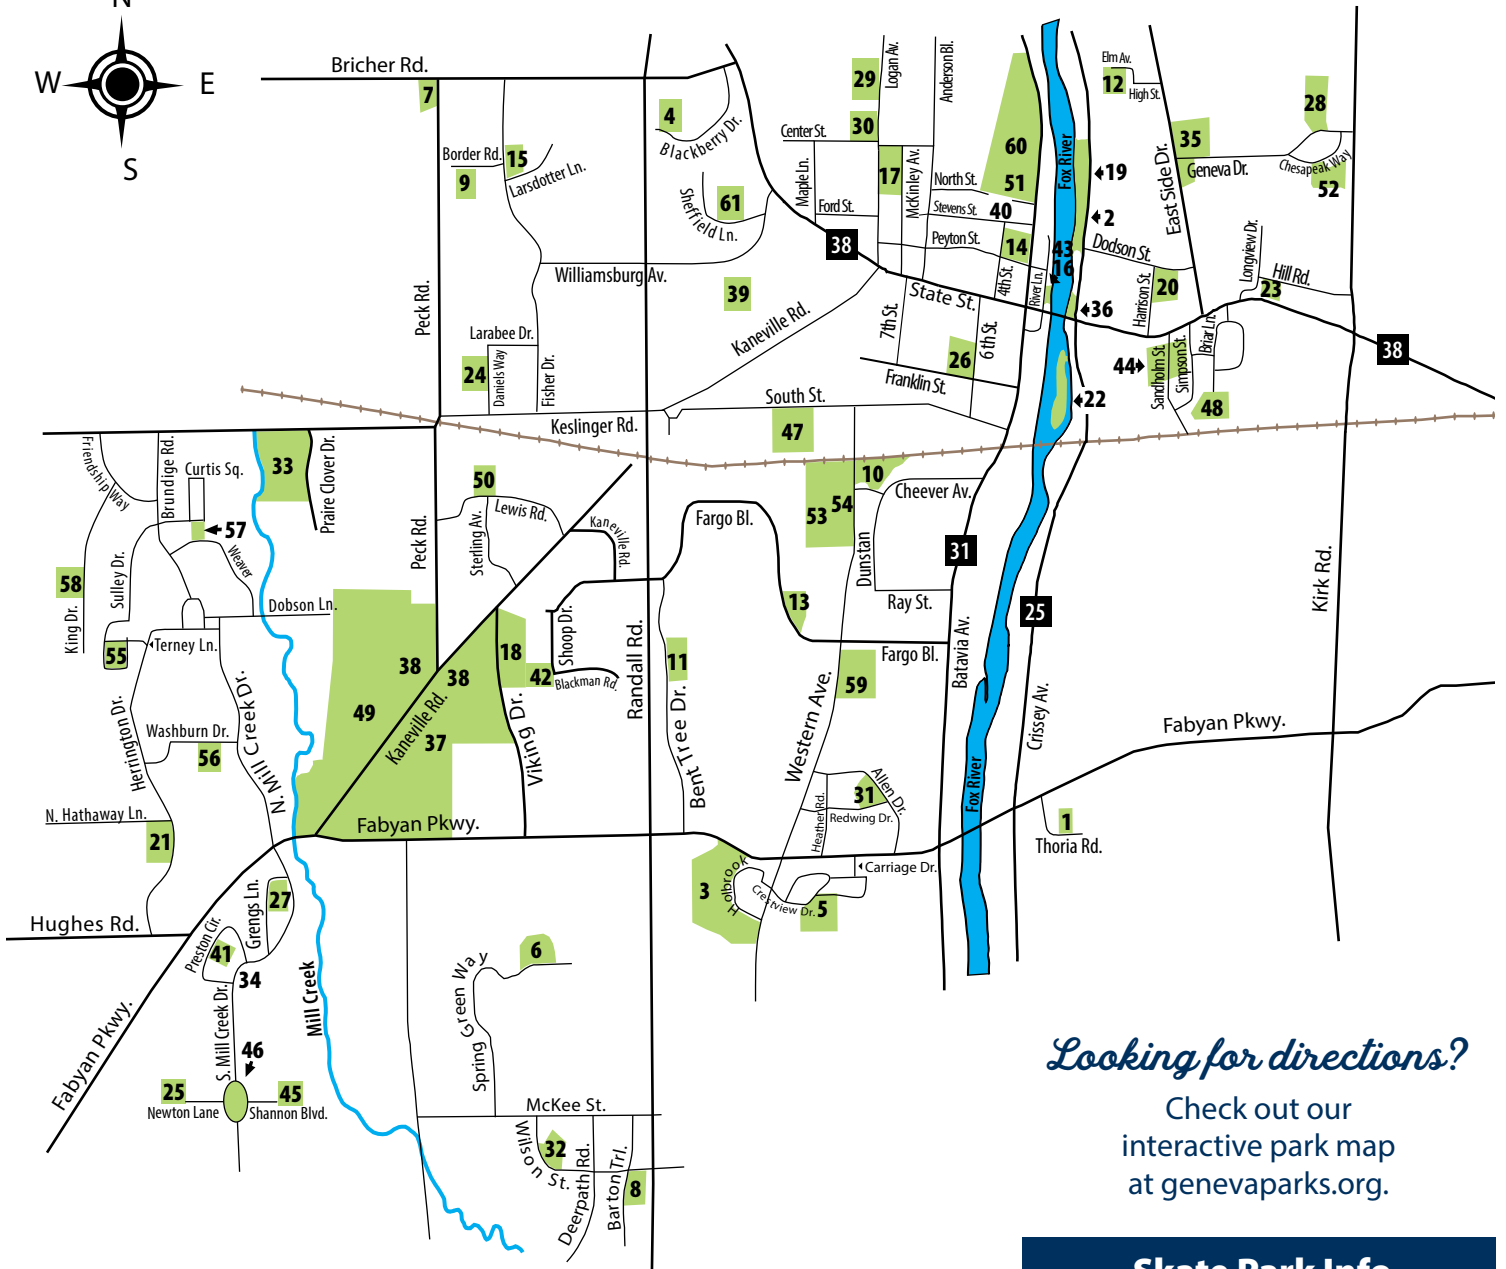 N
W
E
S
Bricher Rd.
7
Border Rd.
15
9
Larsdotter Ln.
4
Blackberry Dr.
Sheffield Ln.
61
38
Williamsburg Av.
39
Peck Rd.
Larabee Dr.
24
Daniels Way
Fisher Dr.
Kaneville Rd.
Keslinger Rd.
South St.
47
29
Logan Av.
Anderson Bl.
30
Center St.
Maple Ln.
17
McKinley Av.
Ford St.
North St.
Stevens St.
40
Peyton St.
60
51
14
4th St.
River Ln.
43
16
Fox River
19
2
36
22
State St.
7th St.
6th St.
26
Franklin St.
Elm Av.
12
High St.
35
East Side Dr.
Geneva Dr.
28
Chesapeak Way
52
Dodson St.
Harrison St.
20
Longview Dr.
Hill Rd.
23
44
Sandholm St.
Simpson St.
Briar Ln.
48
38
Friendship Way
Brundige Rd.
Curtis Sq.
33
Praire Clover Dr.
57
Weaver
58
King Dr.
Sulley Dr.
Dobson Ln.
55
Terney Ln.
Herrington Dr.
Washburn Dr.
56
N. Mill Creek Dr.
N. Hathaway Ln.
21
Hughes Rd.
Peck Rd.
50
Lewis Rd.
Sterling Av.
Kaneville Rd.
38
38
49
37
Kaneville Rd.
18
42
Shoop Dr.
Blackman Rd.
Viking Dr.
Randall Rd.
Fabyan Pkwy.
Fargo Bl.
11
Bent Tree Dr.
13
53
54
10
Cheever Av.
Dunstan
Ray St.
Fargo Bl.
59
Western Ave.
31
Batavia Av.
25
Crissey Av.
Kirk Rd.
Fabyan Pkwy.
Fox River
31
Allen Dr.
Heather Rd.
Redwing Dr.
Carriage Dr.
3
Holbrook
Crestview Dr.
5
1
Thoria Rd.
27
Grengs Ln.
Preston Cir.
41
34
S. Mill Creek Dr.
Mill Creek
Fabyan Pkwy.
46
25
45
Newton Lane
Shannon Blvd.
6
Spring Green Way
McKee St.
32
Wilson St.
Deerpath Rd.
Barton Trl.
8
Looking for directions?
Check out our
interactive park map
at genevaparks.org.
Skate Park Info